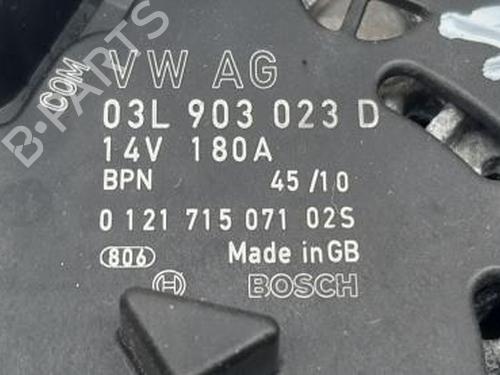 B-PARTS
COM
VW AG
03L 903 023 D
14V 180A
BPN 45/10
0 121 715 071 02S
806 Made in GB
BOSCH